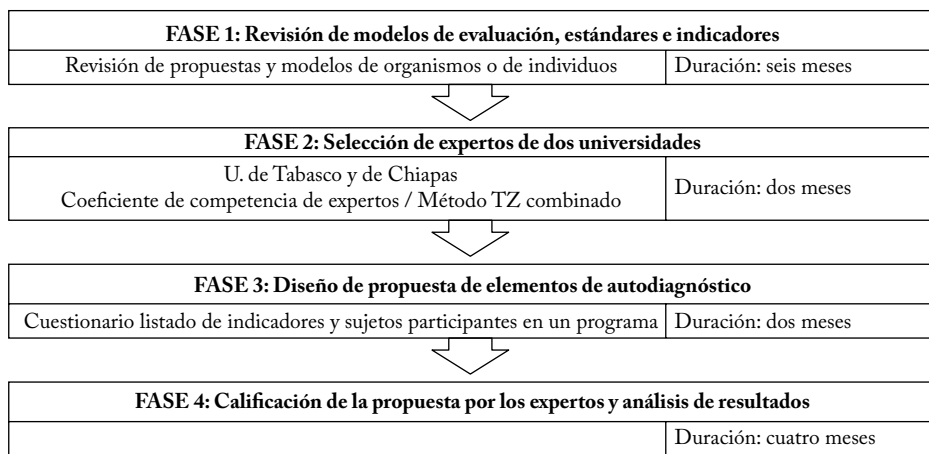 FASE 1: Revisión de modelos de evaluación, estándares e indicadores
Revisión de propuestas y modelos de organismos o de individuos
Duración: seis meses
FASE 2: Selección de expertos de dos universidades
U. de Tabasco y de Chiapas
Coeficiente de competencia de expertos / Método TZ combinado
Duración: dos meses
FASE 3: Diseño de propuesta de elementos de autodiagnóstico
Cuestionario listado de indicadores y sujetos participantes en un programa
Duración: dos meses
FASE 4: Calificación de la propuesta por los expertos y análisis de resultados
Duración: cuatro meses